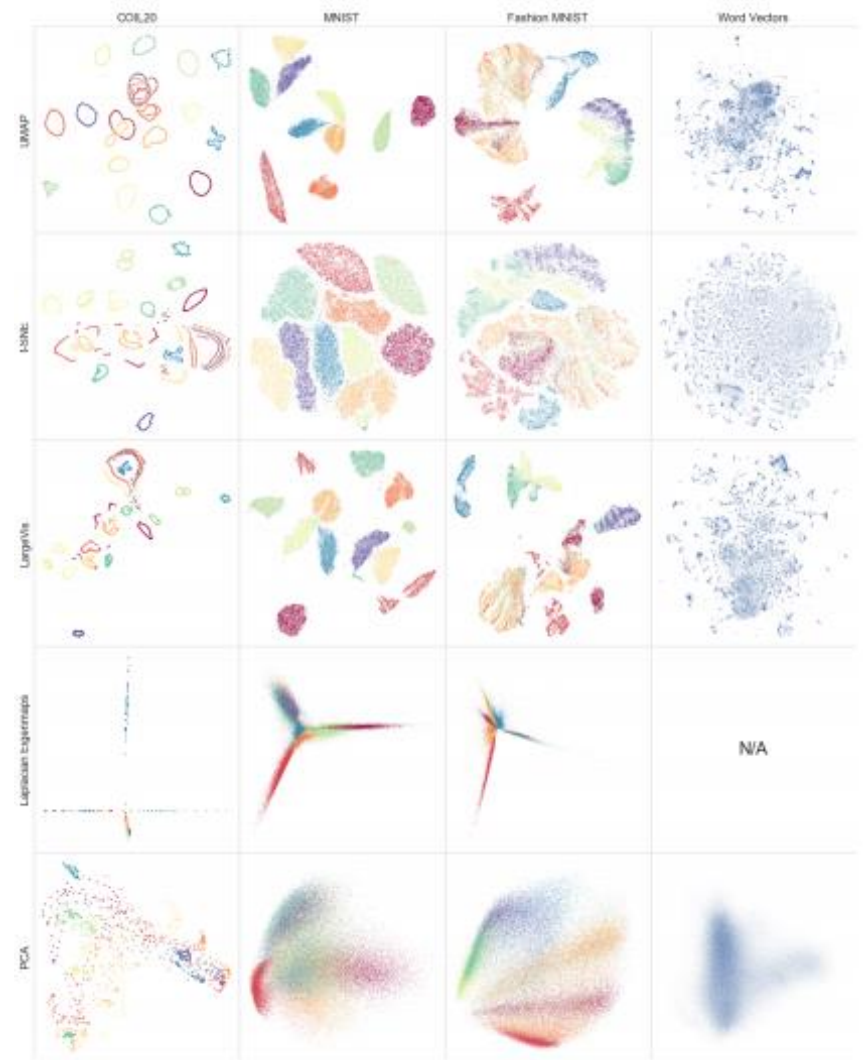 COIL20 MNIST Fashion MNIST Word Vectors
UMAP
t-SNE
LargeVis
Laplacian Eigenmaps
N/A
PCA